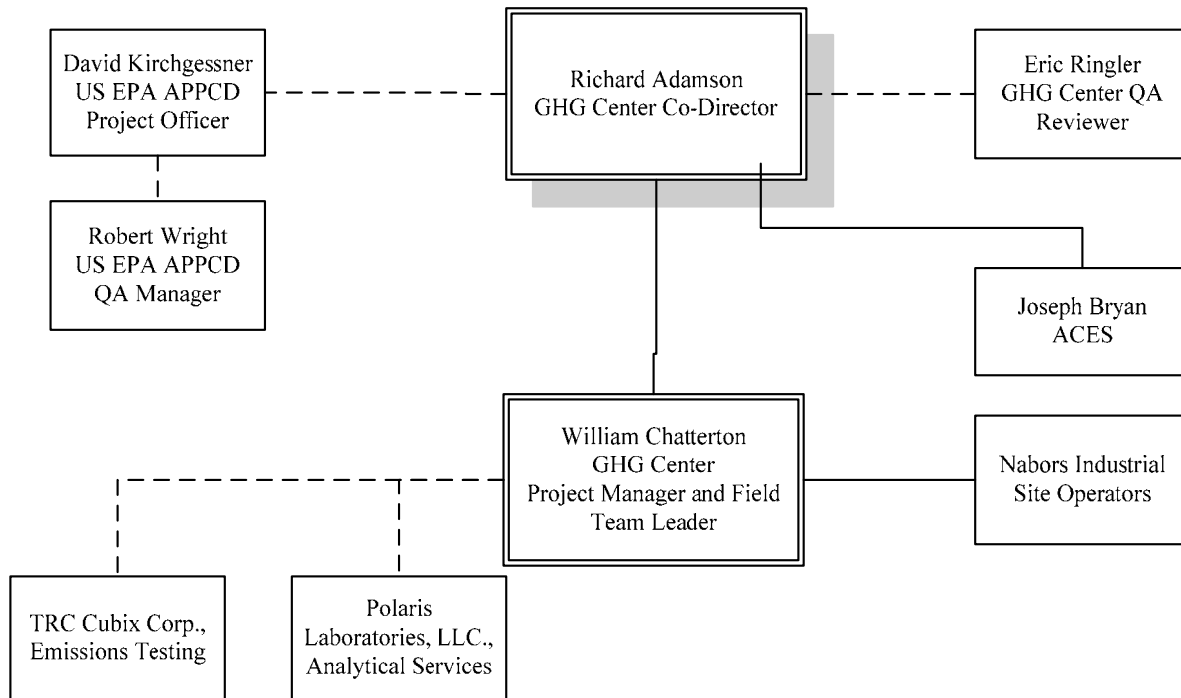 David Kirchgessner
US EPA APPCD
Project Officer
Richard Adamson
GHG Center Co-Director
Eric Ringler
GHG Center QA
Reviewer
Robert Wright
US EPA APPCD
QA Manager
Joseph Bryan
ACES
William Chatterton
GHG Center
Project Manager and Field
Team Leader
Nabors Industrial
Site Operators
TRC Cubix Corp.,
Emissions Testing
Polaris
Laboratories, LLC.,
Analytical Services